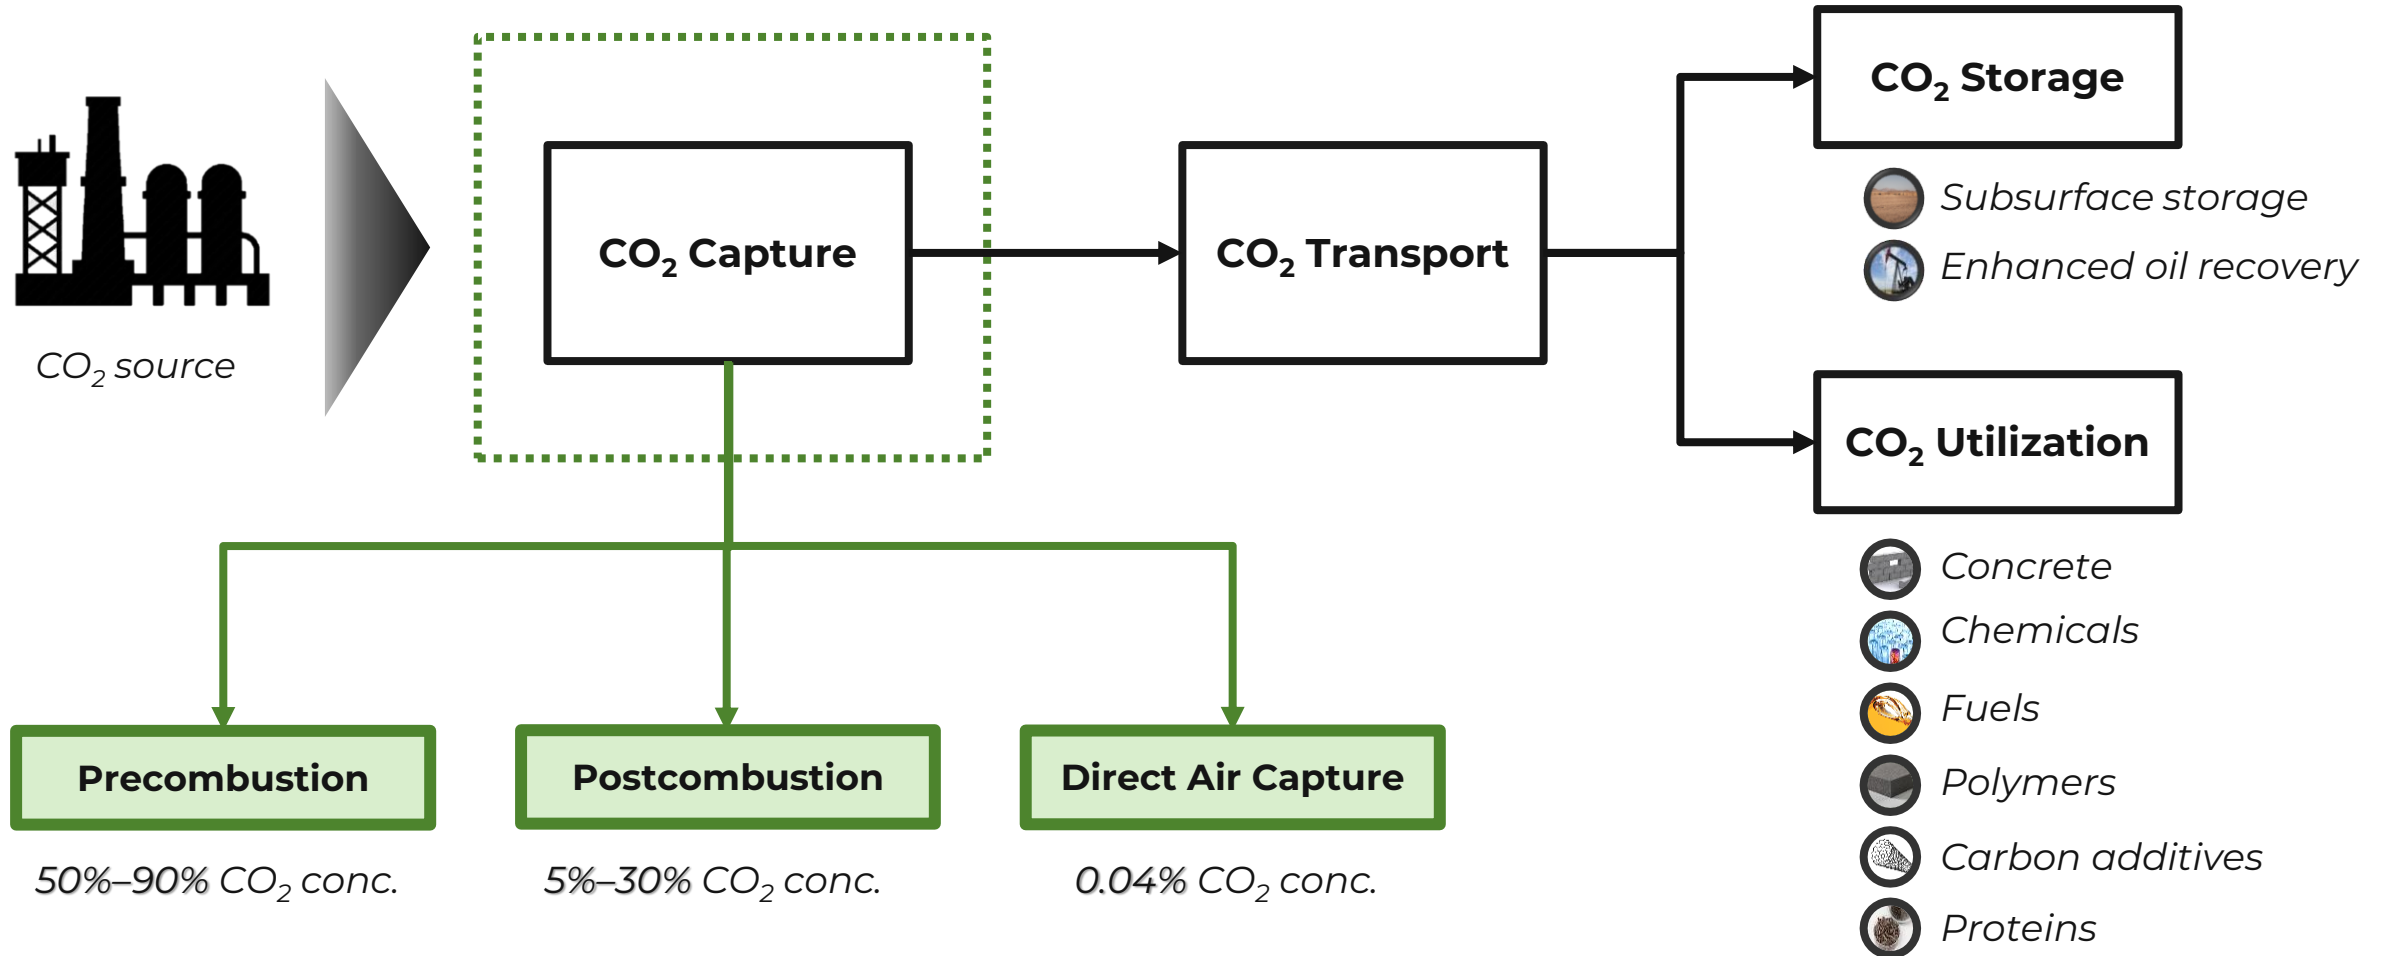 CO₂ source
CO₂ Capture
CO₂ Transport
CO₂ Storage
Subsurface storage
Enhanced oil recovery
CO₂ Utilization
Concrete
Chemicals
Fuels
Polymers
Carbon additives
Proteins
Precombustion
50%–90% CO₂ conc.
Postcombustion
5%–30% CO₂ conc.
Direct Air Capture
0.04% CO₂ conc.